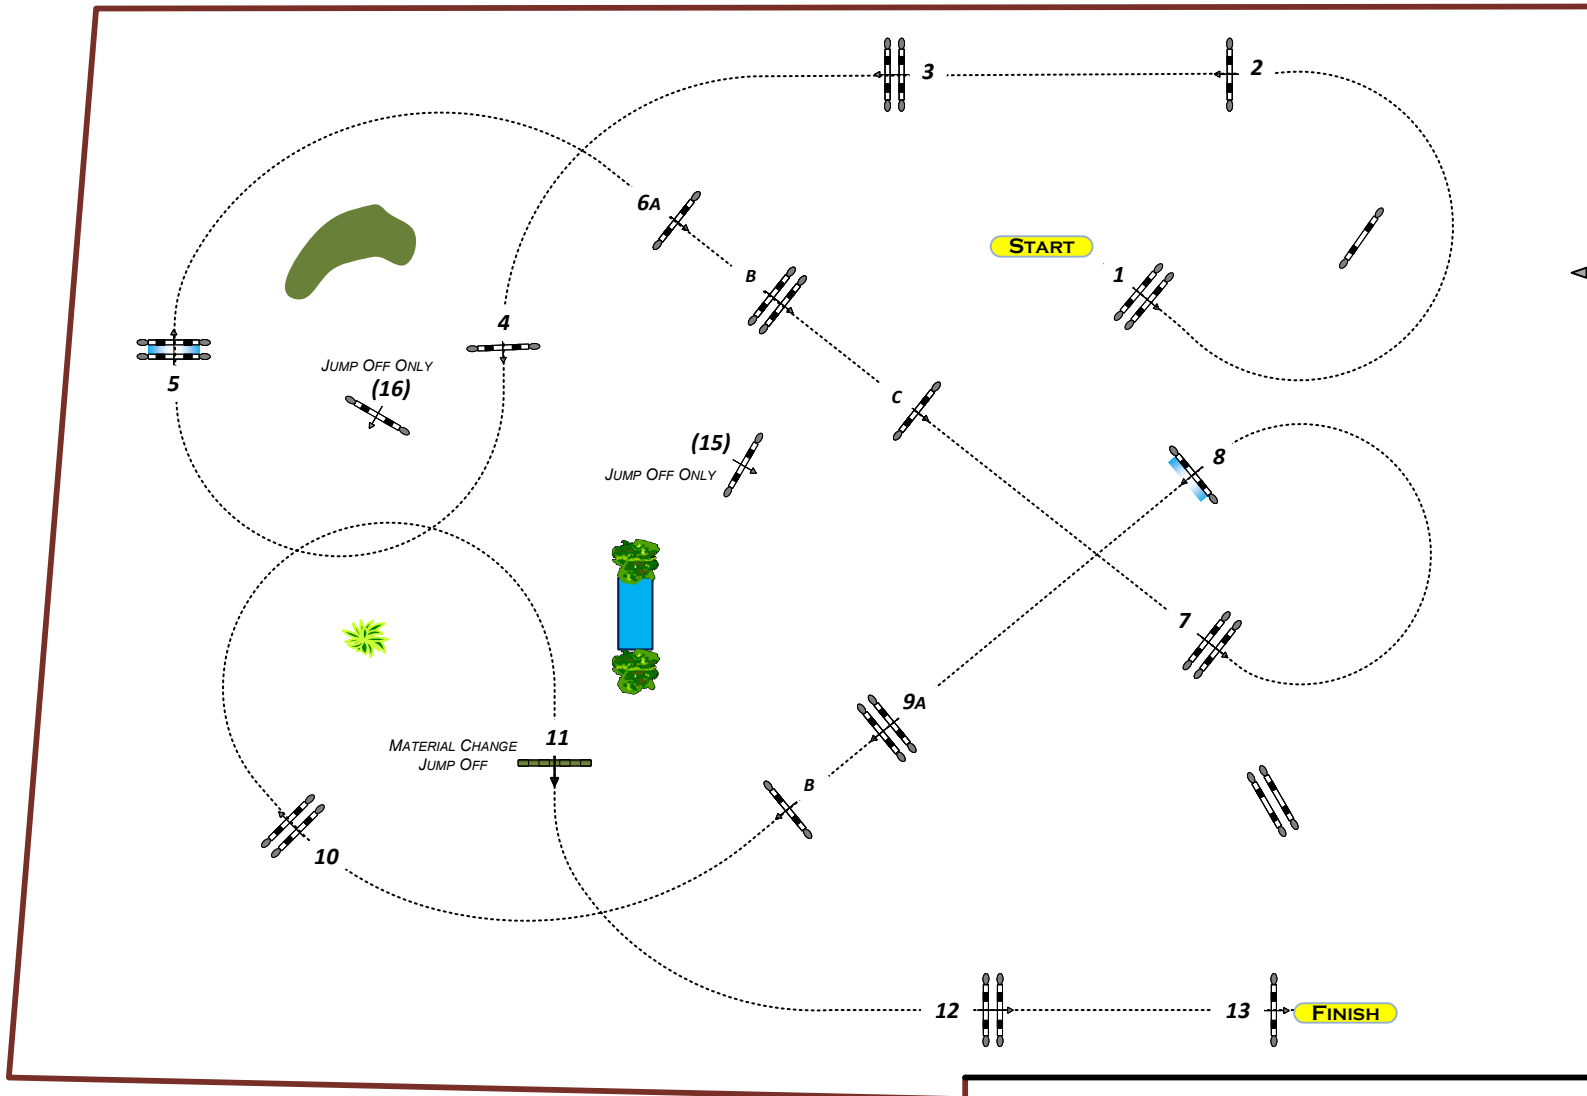 3
2
6A
START
1
B
4
JUMP OFF ONLY
(16)
5
C
(15)
JUMP OFF ONLY
8
7
9A
MATERIAL CHANGE
JUMP OFF
11
B
10
12
13
FINISH